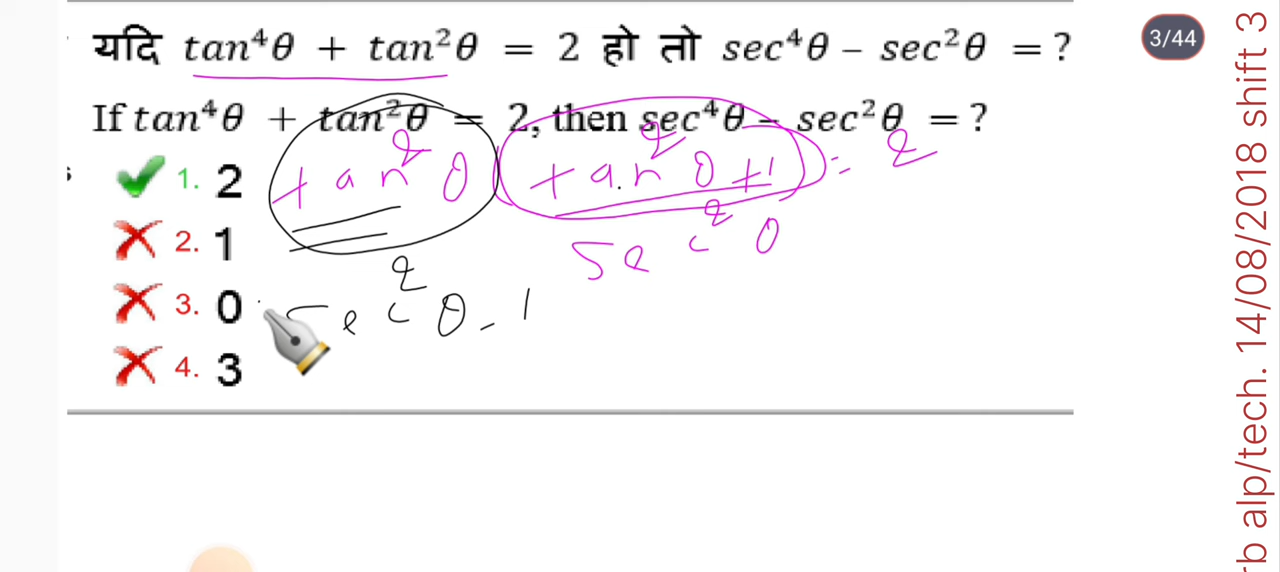 यदि tan⁴θ + tan²θ = 2 हो तो sec⁴θ – sec²θ = ?
3/44
If tan⁴θ + tan²θ = 2, then sec⁴θ – sec²θ = ?
1. 2
tan²θ (tan²θ+1) = 2
2. 1
sec²θ
3. 0
sec²θ - 1
4. 3
rb alp/tech. 14/08/2018 shift 3